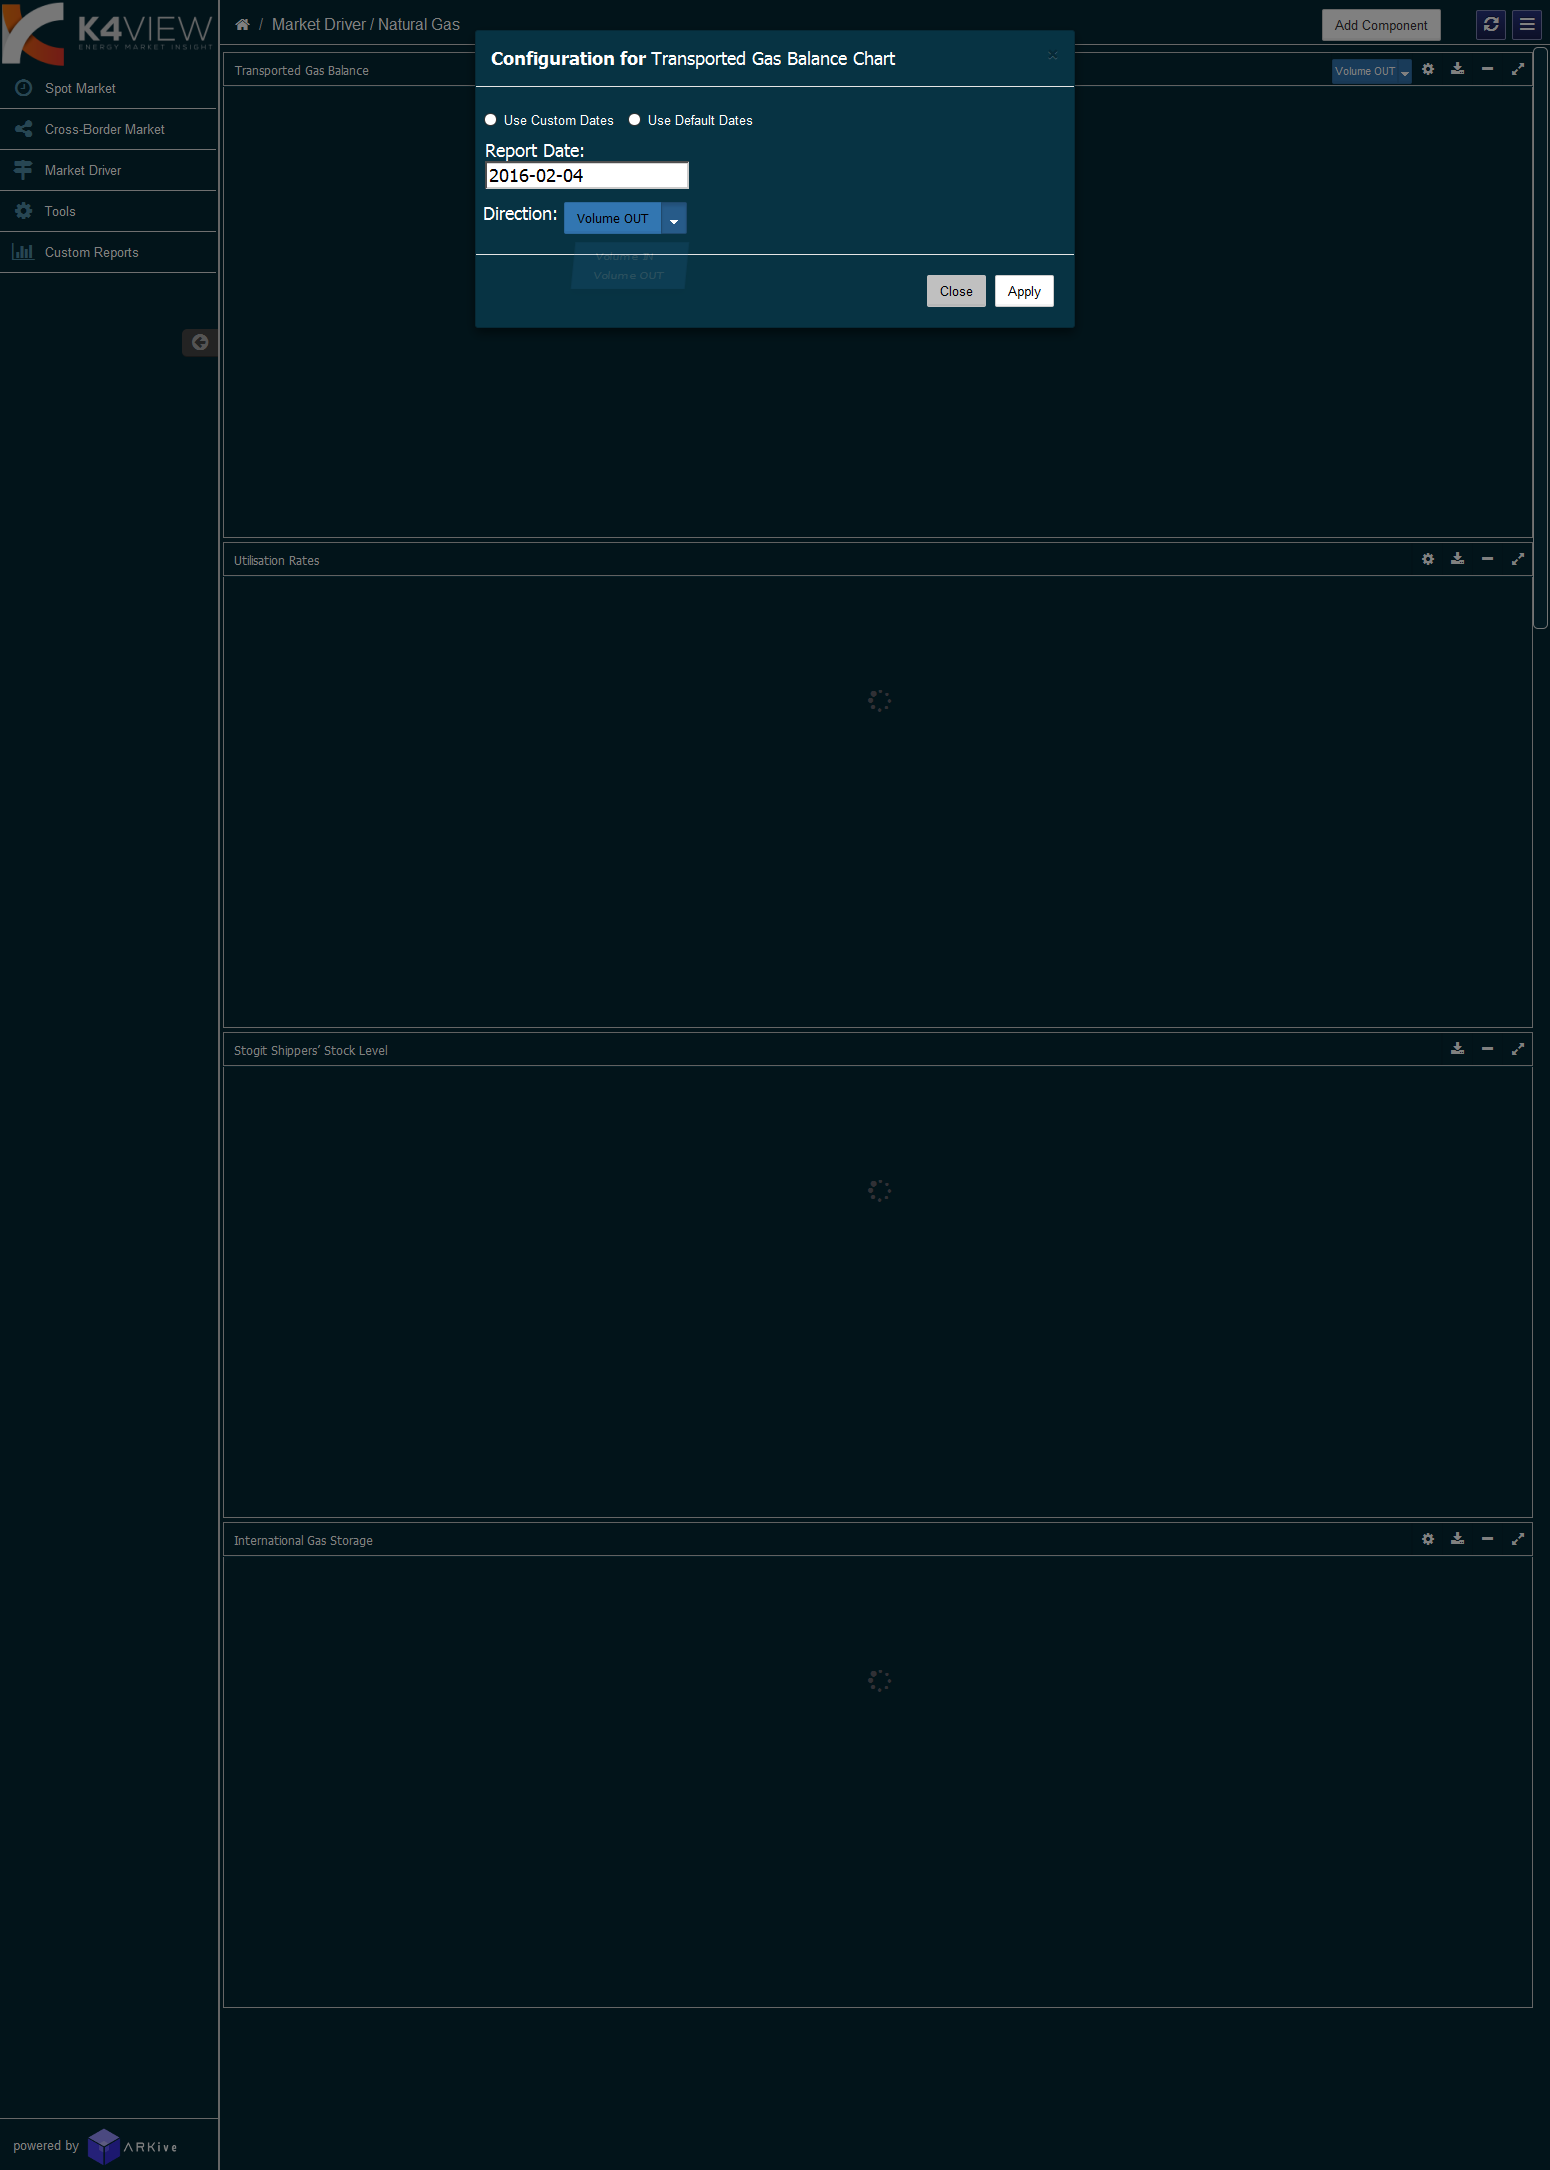 K4VIEW
ENERGY MARKET INSIGHT
Spot Market
Cross-Border Market
Market Driver
Tools
Custom Reports
/ Market Driver / Natural Gas
Add Component
Transported Gas Balance
Volume OUT
Configuration for Transported Gas Balance Chart
×
Use Custom Dates Use Default Dates
Report Date:
2016-02-04
Direction: Volume OUT
Volume IN
Volume OUT
Close Apply
Utilisation Rates
Stogit Shippers' Stock Level
International Gas Storage
powered by ARKive